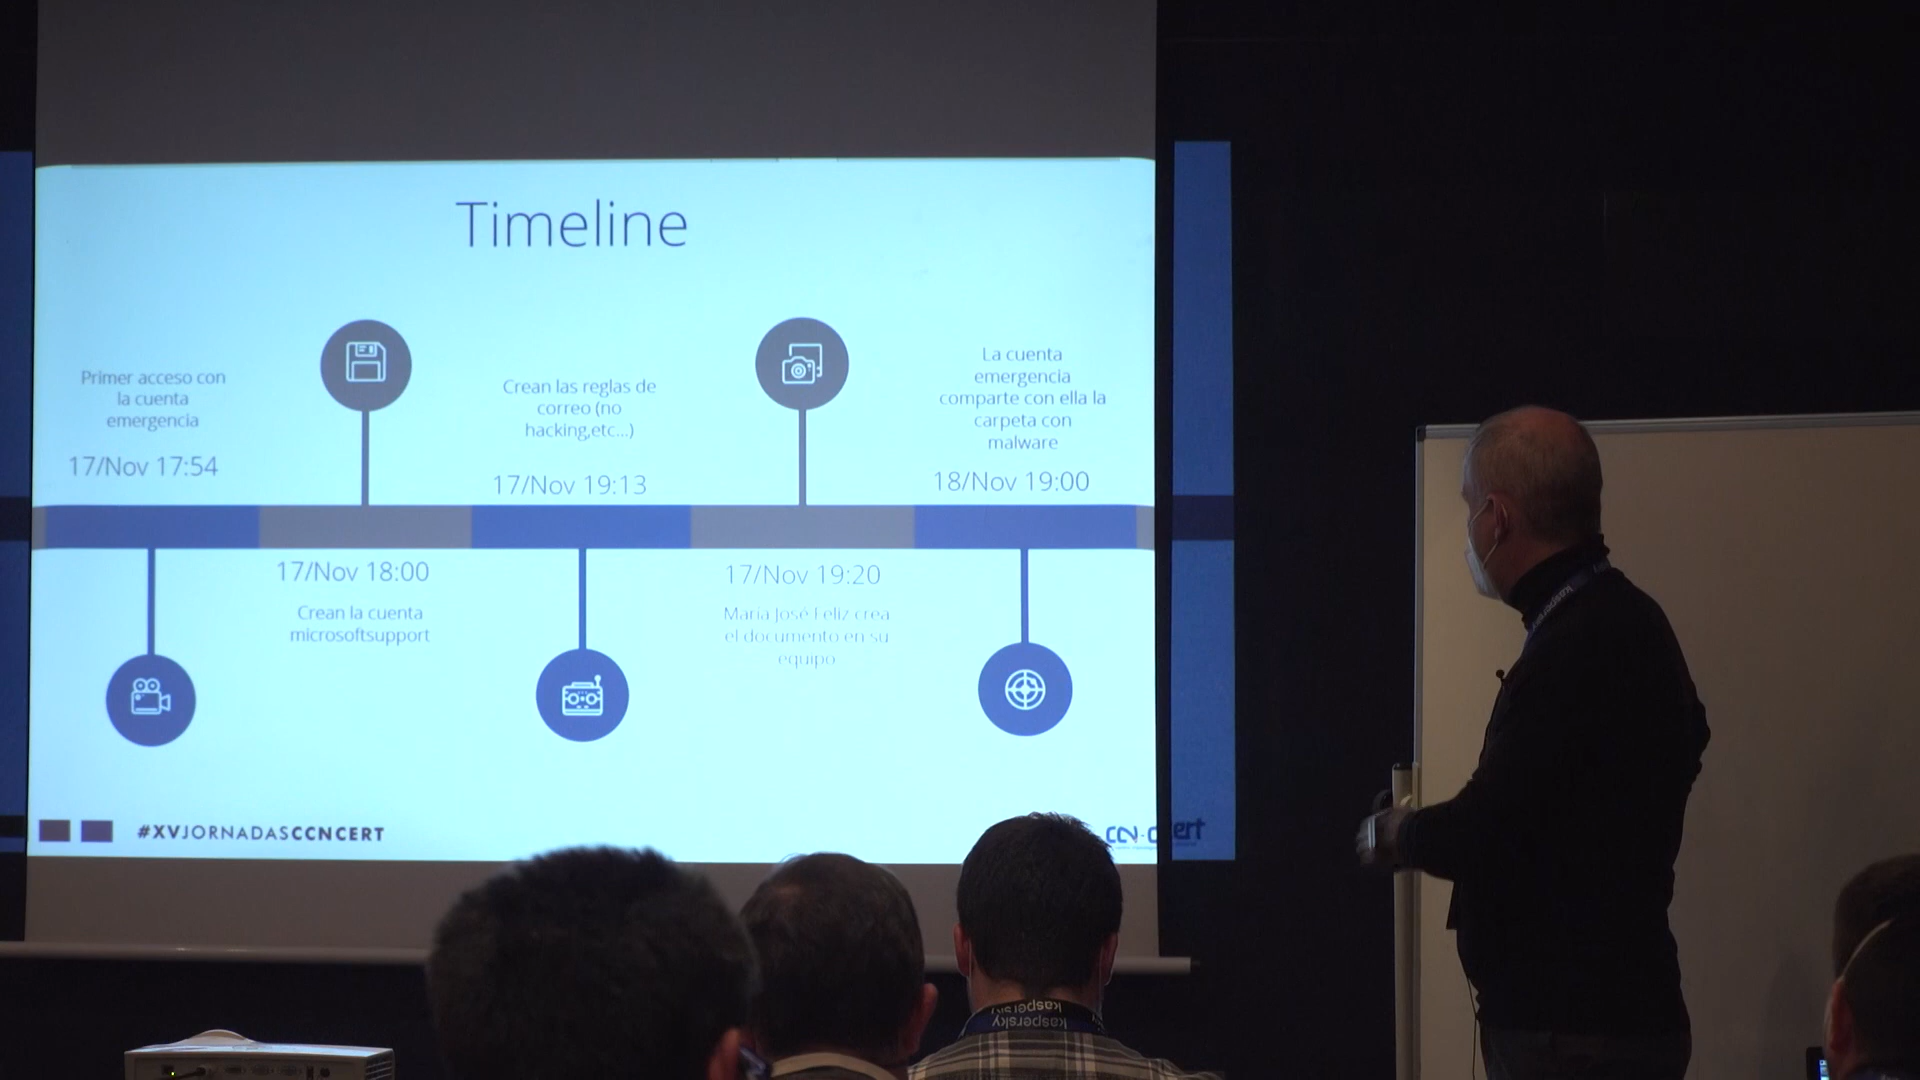 Timeline
Primer acceso con
la cuenta
emergencia
17/Nov 17:54
17/Nov 18:00
Crean la cuenta
microsoftsupport
Crean las reglas de
correo (no
hacking,etc...)
17/Nov 19:13
17/Nov 19:20
María José Feliz crea
el documento en su
equipo
La cuenta
emergencia
comparte con ella la
carpeta con
malware
18/Nov 19:00
#XVJORNADASCCNCERT
kaspersky
kaspersky